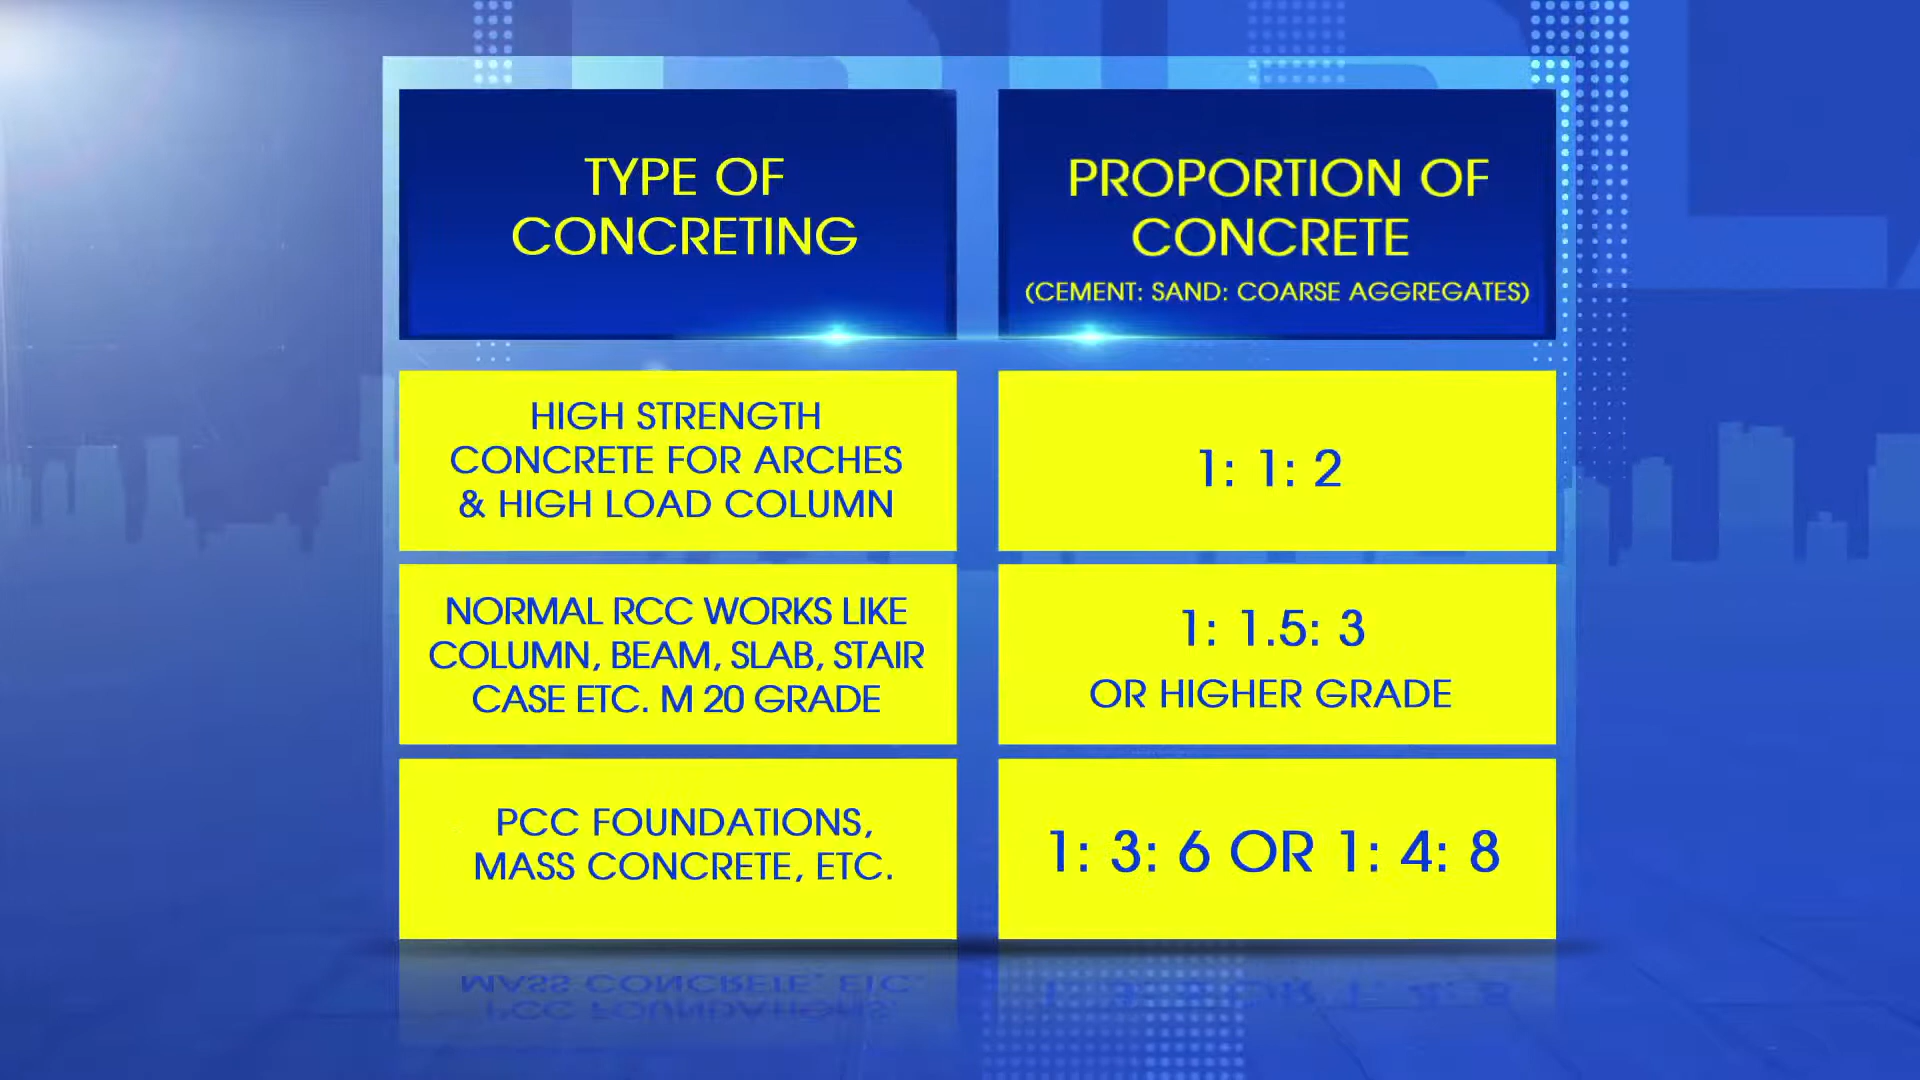 TYPE OF
CONCRETING
PROPORTION OF
CONCRETE
(CEMENT: SAND: COARSE AGGREGATES)
HIGH STRENGTH
CONCRETE FOR ARCHES
& HIGH LOAD COLUMN
1: 1: 2
NORMAL RCC WORKS LIKE
COLUMN, BEAM, SLAB, STAIR
CASE ETC. M 20 GRADE
1: 1.5: 3
OR HIGHER GRADE
PCC FOUNDATIONS,
MASS CONCRETE, ETC.
1: 3: 6 OR 1: 4: 8